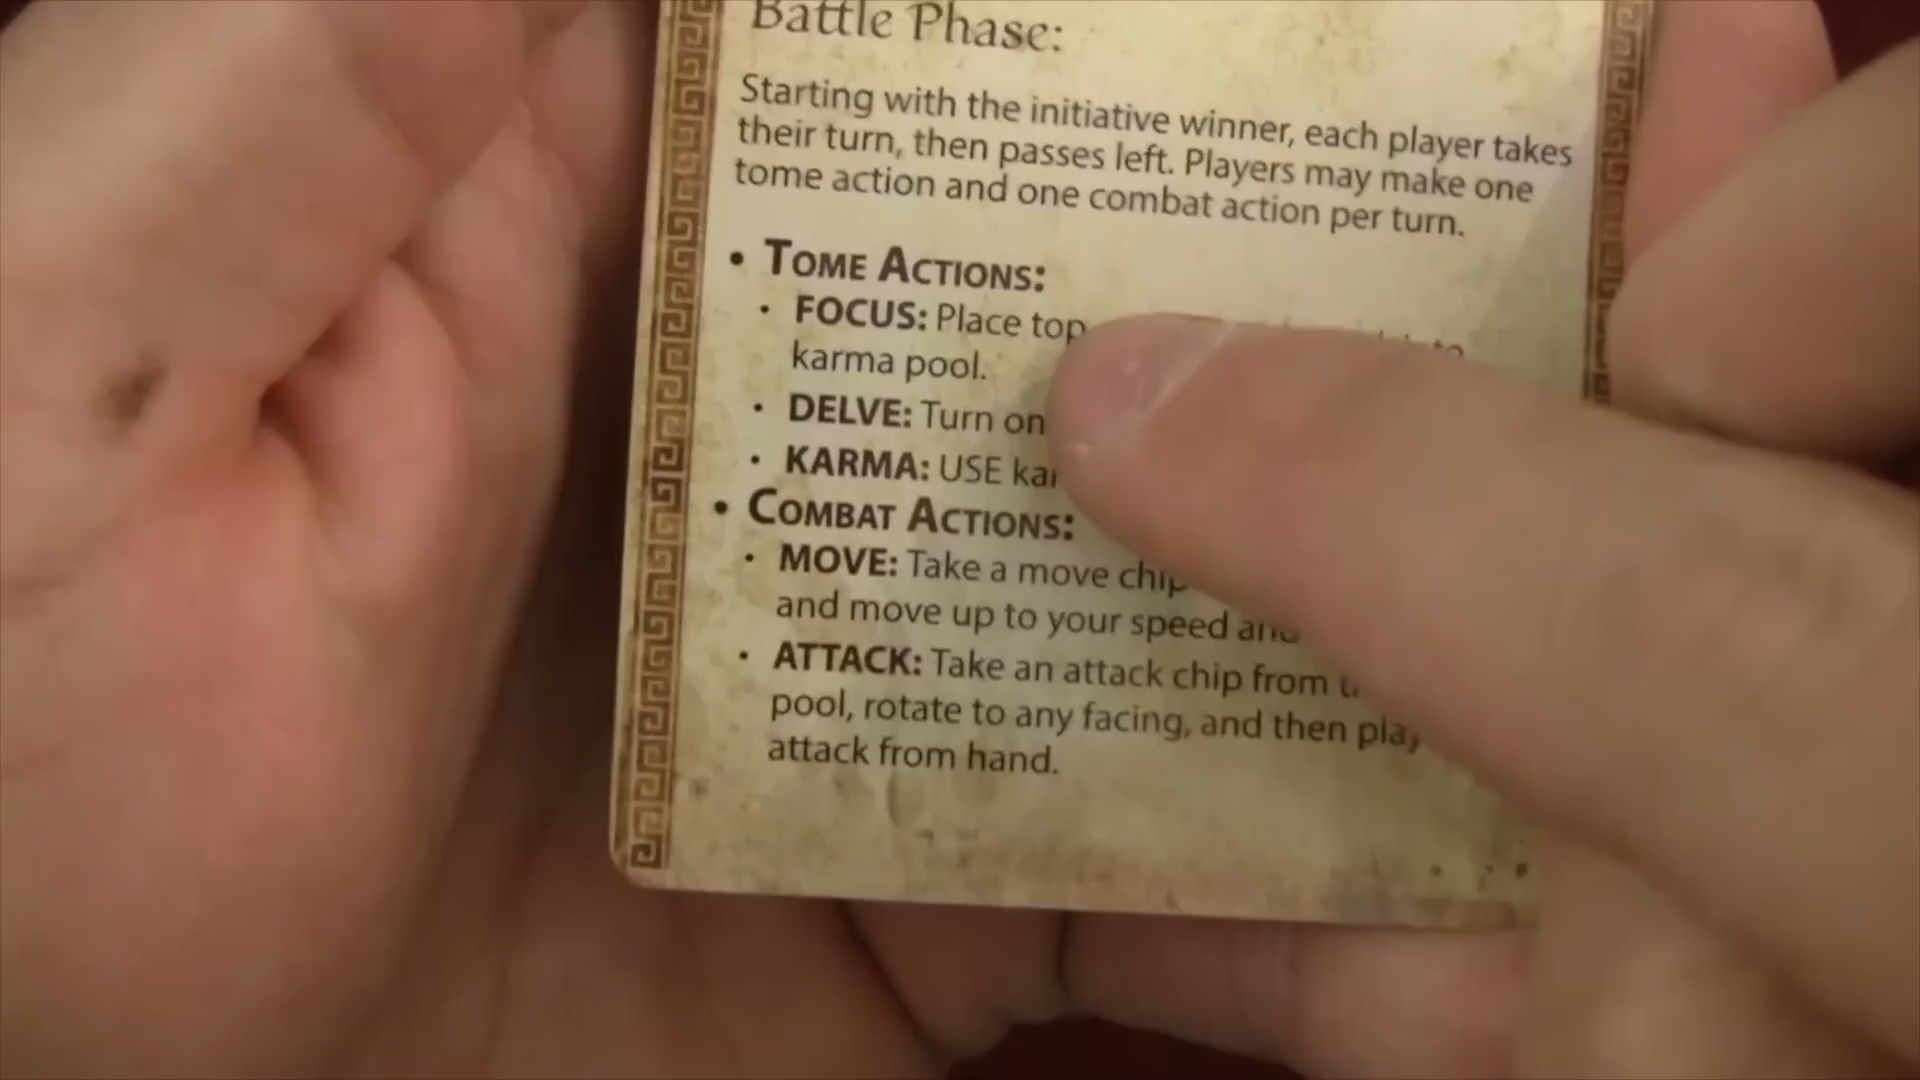 Battle Phase:
Starting with the initiative winner, each player takes
their turn, then passes left. Players may make one
tome action and one combat action per turn.
• TOME ACTIONS:
• FOCUS: Place top
karma pool.
• DELVE: Turn
• KARMA: USE
• COMBAT ACTIONS:
• MOVE: Take a move chip
and move up to your speed and
• ATTACK: Take an attack chip from
pool, rotate to any facing, and then play
attack from hand.